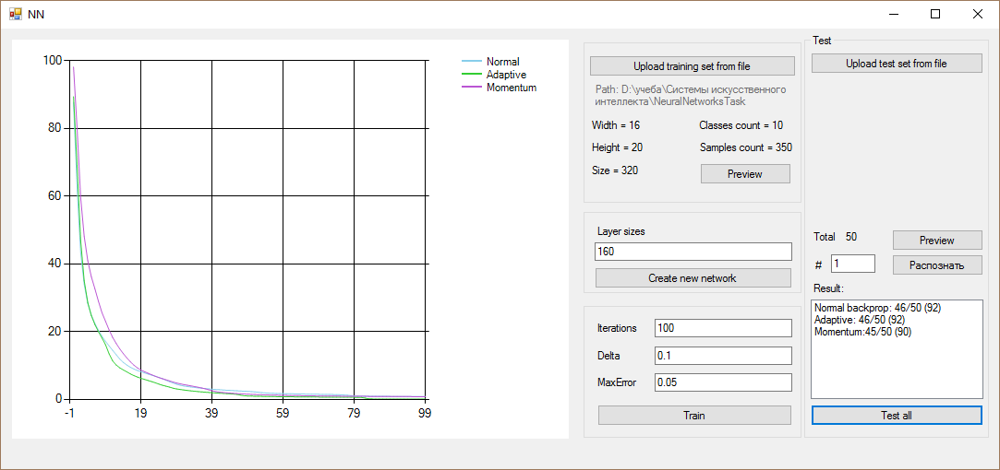 NN
100
80
60
40
20
0
-1 19 39 59 79 99
Normal
Adaptive
Momentum
Upload training set from file
Path: D:\учеба\Системы искусственного
интеллекта\NeuralNetworksTask
Width = 16 Classes count = 10
Height = 20 Samples count = 350
Size = 320 Preview
Layer sizes
160
Create new network
Iterations 100
Delta 0.1
MaxError 0.05
Train
Test
Upload test set from file
Total 50 Preview
# 1 Распознать
Result:
Normal backprop: 46/50 (92)
Adaptive: 46/50 (92)
Momentum:45/50 (90)
Test all